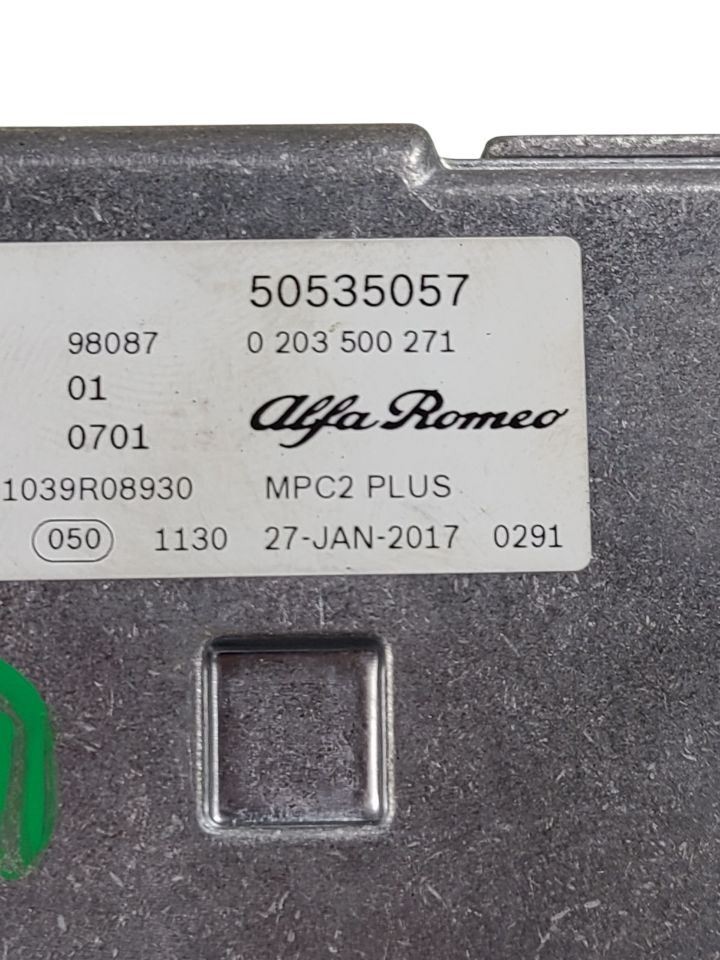 50535057
98087 0 203 500 271
01
Alfa Romeo
0701
1039R08930 MPC2 PLUS
050 1130 27-JAN-2017 0291